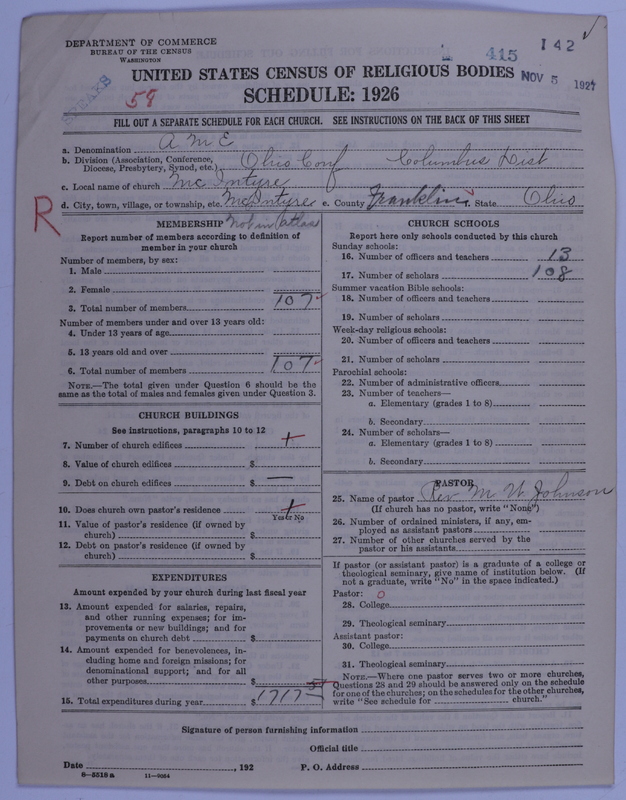 DEPARTMENT OF COMMERCE
BUREAU OF THE CENSUS
WASHINGTON
415
142
NOV 5 1927
UNITED STATES CENSUS OF RELIGIOUS BODIES
58
SCHEDULE: 1926
FILL OUT A SEPARATE SCHEDULE FOR EACH CHURCH. SEE INSTRUCTIONS ON THE BACK OF THIS SHEET
a. Denomination A M E
b. Division (Association, Conference, Diocese, Presbytery, Synod, etc.) Ohio Conf Columbus Dist
c. Local name of church McIntyre
d. City, town, village, or township, etc. McIntyre e. County Franklin f. State Ohio
R
MEMBERSHIP Not in Atlas
Report number of members according to definition of
member in your church
Number of members, by sex:
1. Male
2. Female
3. Total number of members 107
Number of members under and over 13 years old:
4. Under 13 years of age
5. 13 years old and over
6. Total number of members 107
NOTE.—The total given under Question 6 should be the
same as the total of males and females given under Question 3.
CHURCH BUILDINGS
See instructions, paragraphs 10 to 12
7. Number of church edifices
8. Value of church edifices $
9. Debt on church edifices $ —
10. Does church own pastor's residence
Yes or No
11. Value of pastor's residence (if owned by
church) $
12. Debt on pastor's residence (if owned by
church) $
EXPENDITURES
Amount expended by your church during last fiscal year
13. Amount expended for salaries, repairs,
and other running expenses; for im-
provements or new buildings; and for
payments on church debt $
14. Amount expended for benevolences, in-
cluding home and foreign missions; for
denominational support; and for all
other purposes $
15. Total expenditures during year $ 1717
CHURCH SCHOOLS
Report here only schools conducted by this church
Sunday schools:
16. Number of officers and teachers 13
17. Number of scholars 108
Summer vacation Bible schools:
18. Number of officers and teachers
19. Number of scholars
Week-day religious schools:
20. Number of officers and teachers
21. Number of scholars
Parochial schools:
22. Number of administrative officers
23. Number of teachers—
a. Elementary (grades 1 to 8)
b. Secondary
24. Number of scholars—
a. Elementary (grades 1 to 8)
b. Secondary
PASTOR
25. Name of pastor Rev. M. W. Johnson
(If church has no pastor, write "None")
26. Number of ordained ministers, if any, em-
ployed as assistant pastors
27. Number of other churches served by the
pastor or his assistants
If pastor (or assistant pastor) is a graduate of a college or
theological seminary, give name of institution below. (If
not a graduate, write "No" in the space indicated.)
Pastor: 0
28. College
29. Theological seminary
Assistant pastor:
30. College
31. Theological seminary
NOTE.—Where one pastor serves two or more churches,
Questions 28 and 29 should be answered only on the schedule
for one of the churches; on the schedules for the other churches,
write "See schedule for church."
Signature of person furnishing information
Official title
Date , 192 P. O. Address
8—5518a 11—9064